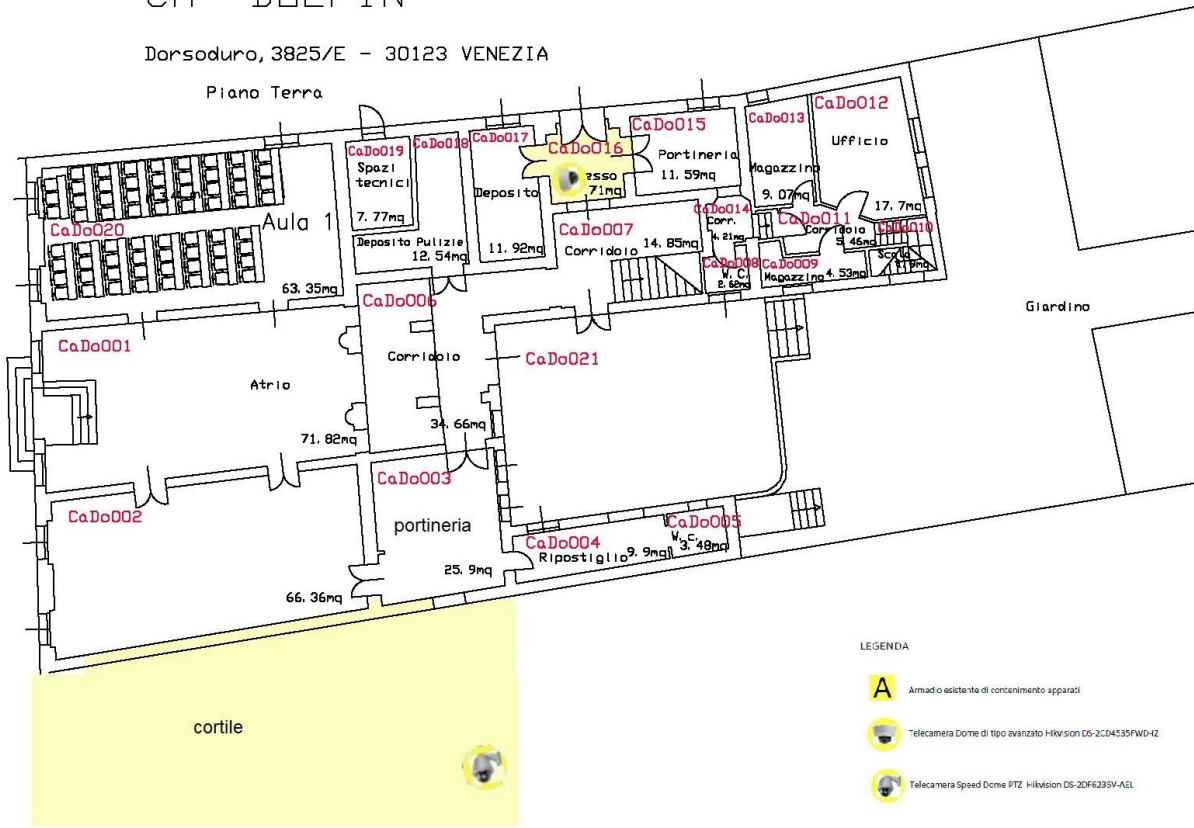 CA' DOLFIN
Dorsoduro, 3825/E - 30123 VENEZIA
Piano Terra
CaDo019
Spazi
tecnici
7.77mq
CaDo018
Deposito Pulizie
12.54mq
CaDo017
Deposito
11.92mq
CaDo016
esso
71mq
CaDo015
Portineria
11.59mq
CaDo013
Magazzino
9.07mq
CaDo012
Ufficio
17.7mq
CaDo020
Aula 1
63.35mq
CaDo007
Corridoio
14.85mq
CaDo014
Corr.
4.21mq
CaDo011
Corridoio
5.46mq
CaDo010
Scala
CaDo008
W.C.
2.62mq
CaDo009
Magazzino
4.53mq
CaDo006
Corridoio
34.66mq
CaDo001
Atrio
71.82mq
CaDo021
Giardino
CaDo002
66.36mq
CaDo003
portineria
25.9mq
CaDo004
Ripostiglio
9.9mq
CaDo005
W.C.
3.48mq
cortile
LEGENDA
A
Armadio esistente di contenimento apparati
Telecamera Dome di tipo avanzato Hikvision DS-2CD4535FWD-IZ
Telecamera Speed Dome PTZ Hikvision DS-2DF6236V-AEL